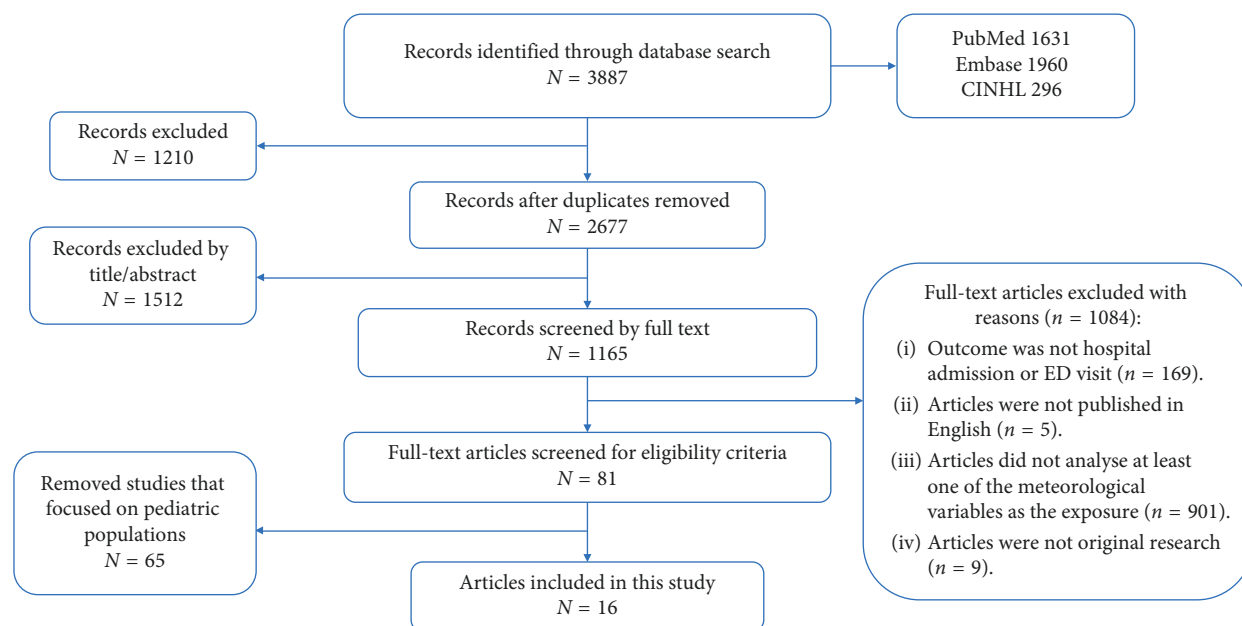 Records identified through database search
N = 3887
PubMed 1631
Embase 1960
CINHL 296
Records excluded
N = 1210
Records after duplicates removed
N = 2677
Records excluded by
title/abstract
N = 1512
Records screened by full text
N = 1165
Full-text articles excluded with
reasons (n = 1084):
(i) Outcome was not hospital
admission or ED visit (n = 169).
(ii) Articles were not published in
English (n = 5).
(iii) Articles did not analyse at least
one of the meteorological
variables as the exposure (n = 901).
(iv) Articles were not original research
(n = 9).
Full-text articles screened for eligibility criteria
N = 81
Removed studies that
focused on pediatric
populations
N = 65
Articles included in this study
N = 16